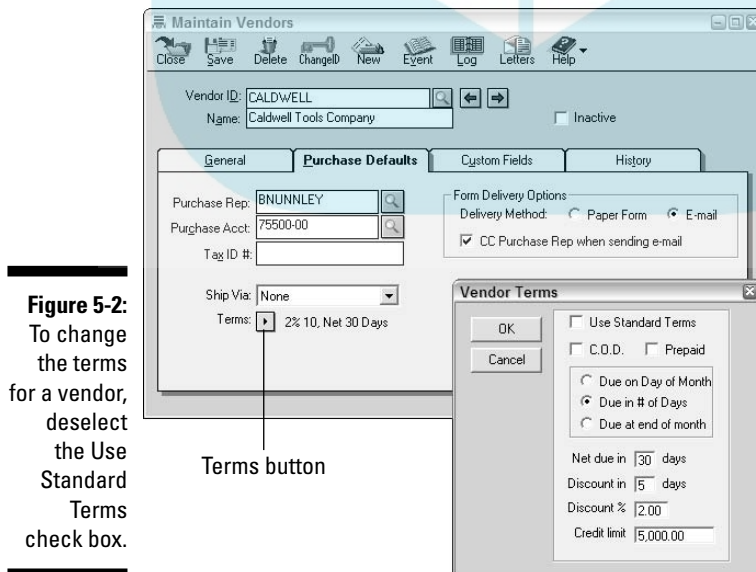 Maintain Vendors
Close Save Delete ChangeID New Event Log Letters Help
Vendor ID: CALDWELL
Name: Caldwell Tools Company
Inactive
General Purchase Defaults Custom Fields History
Purchase Rep: BNUNNLEY
Purchase Acct: 75500-00
Tax ID #:
Form Delivery Options
Delivery Method: Paper Form E-mail
CC Purchase Rep when sending e-mail
Ship Via: None
Terms: 2% 10, Net 30 Days
Vendor Terms
OK
Cancel
Use Standard Terms
C.O.D. Prepaid
Due on Day of Month
Due in # of Days
Due at end of month
Net due in 30 days
Discount in 5 days
Discount % 2.00
Credit limit 5,000.00
Terms button
Figure 5-2:
To change
the terms
for a vendor,
deselect
the Use
Standard
Terms
check box.